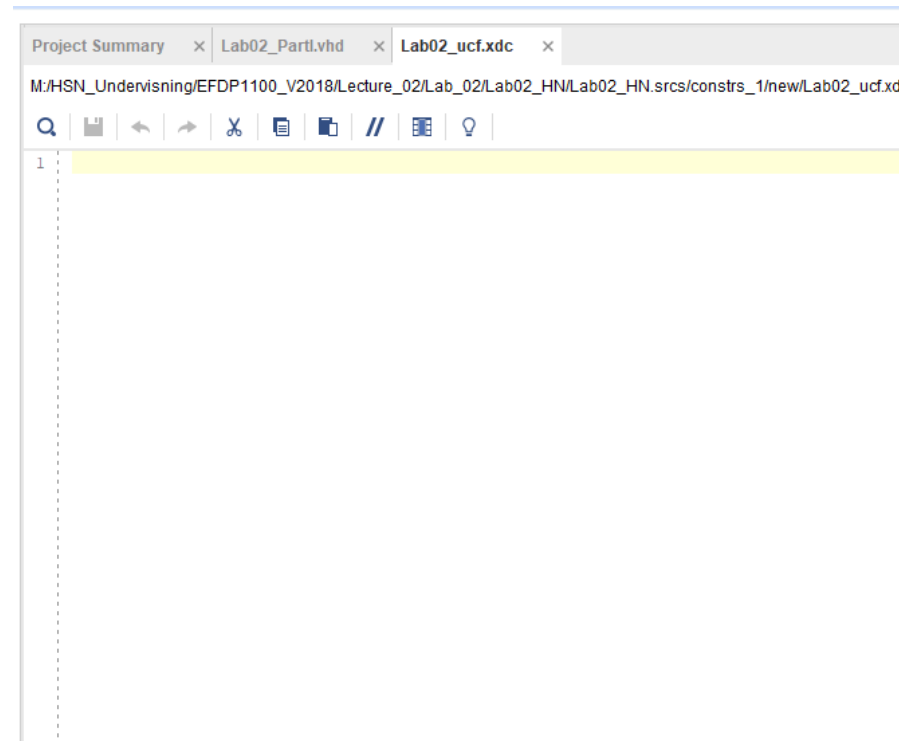 Project Summary × Lab02_PartI.vhd × Lab02_ucf.xdc ×
M:/HSN_Undervisning/EFDP1100_V2018/Lecture_02/Lab_02/Lab02_HN/Lab02_HN.srcs/constrs_1/new/Lab02_ucf.xd
//
1